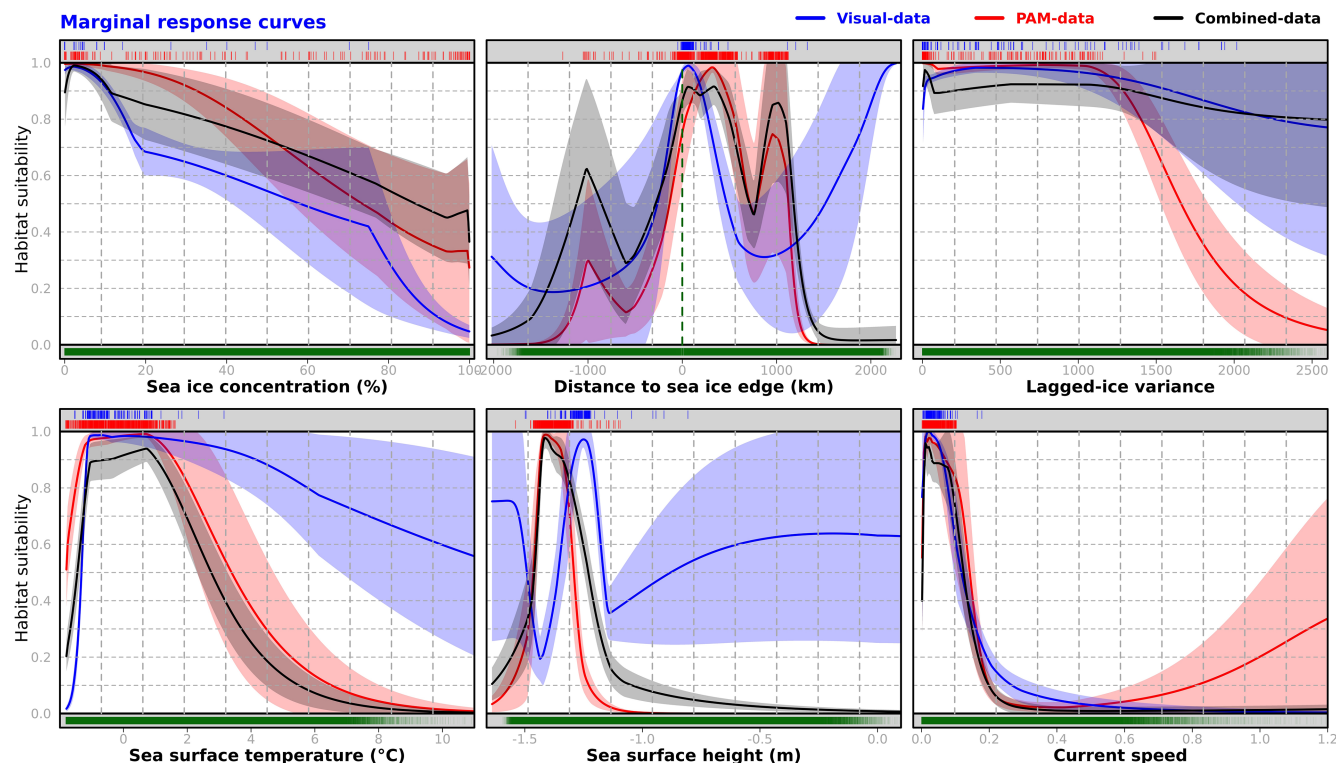 Marginal response curves
Visual-data PAM-data Combined-data
Habitat suitability
1.0
0.8
0.6
0.4
0.2
0.0
0 20 40 60 80 100
Sea ice concentration (%)
2000 1000 0 1000 2000
Distance to sea ice edge (km)
0 500 1000 1500 2000 2500
Lagged-ice variance
Habitat suitability
1.0
0.8
0.6
0.4
0.2
0.0
0 2 4 6 8 10
Sea surface temperature (°C)
−1.5 −1.0 −0.5 0.0
Sea surface height (m)
0.0 0.2 0.4 0.6 0.8 1.0 1.2
Current speed